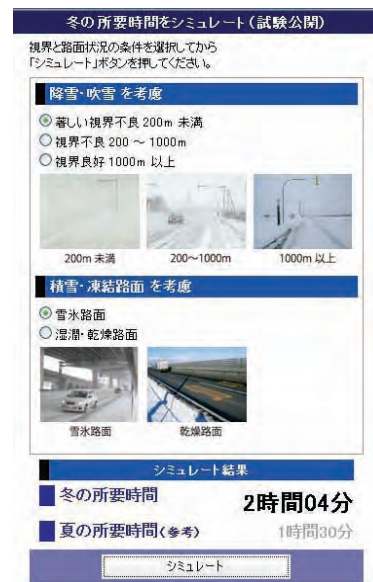 冬の所要時間をシミュレート(試験公開)
視界と路面状況の条件を選択してから
「シミュレート」ボタンを押してください。
降雪・吹雪 を考慮
著しい視界不良 200m 未満
視界不良 200 ～ 1000m
視界良好 1000m 以上
200m 未満
200～1000m
1000m 以上
積雪・凍結路面 を考慮
雪氷路面
湿潤・乾燥路面
雪氷路面
乾燥路面
シミュレート結果
冬の所要時間
2時間04分
夏の所要時間(参考)
1時間30分
シミュレート